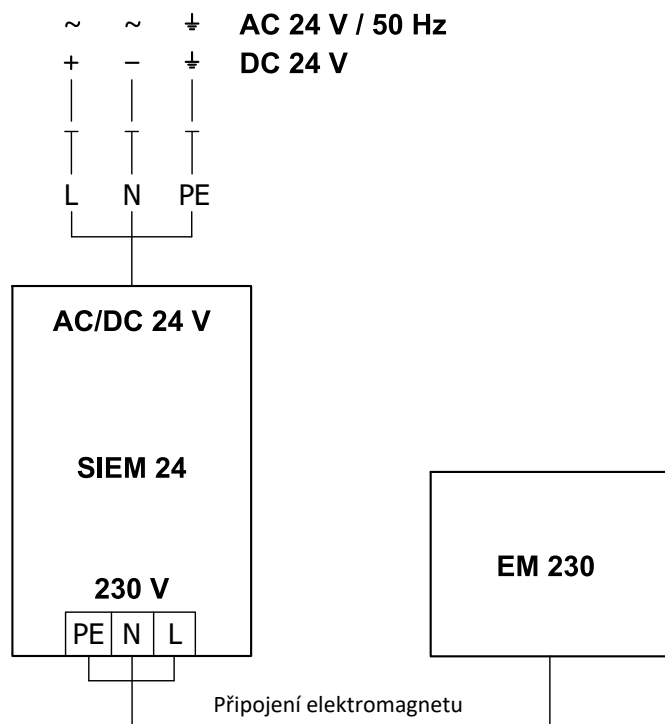 ~ ~ ⏚ AC 24 V / 50 Hz
+ − ⏚ DC 24 V
L N PE
AC/DC 24 V
SIEM 24
EM 230
230 V
PE N L
Připojení elektromagnetu